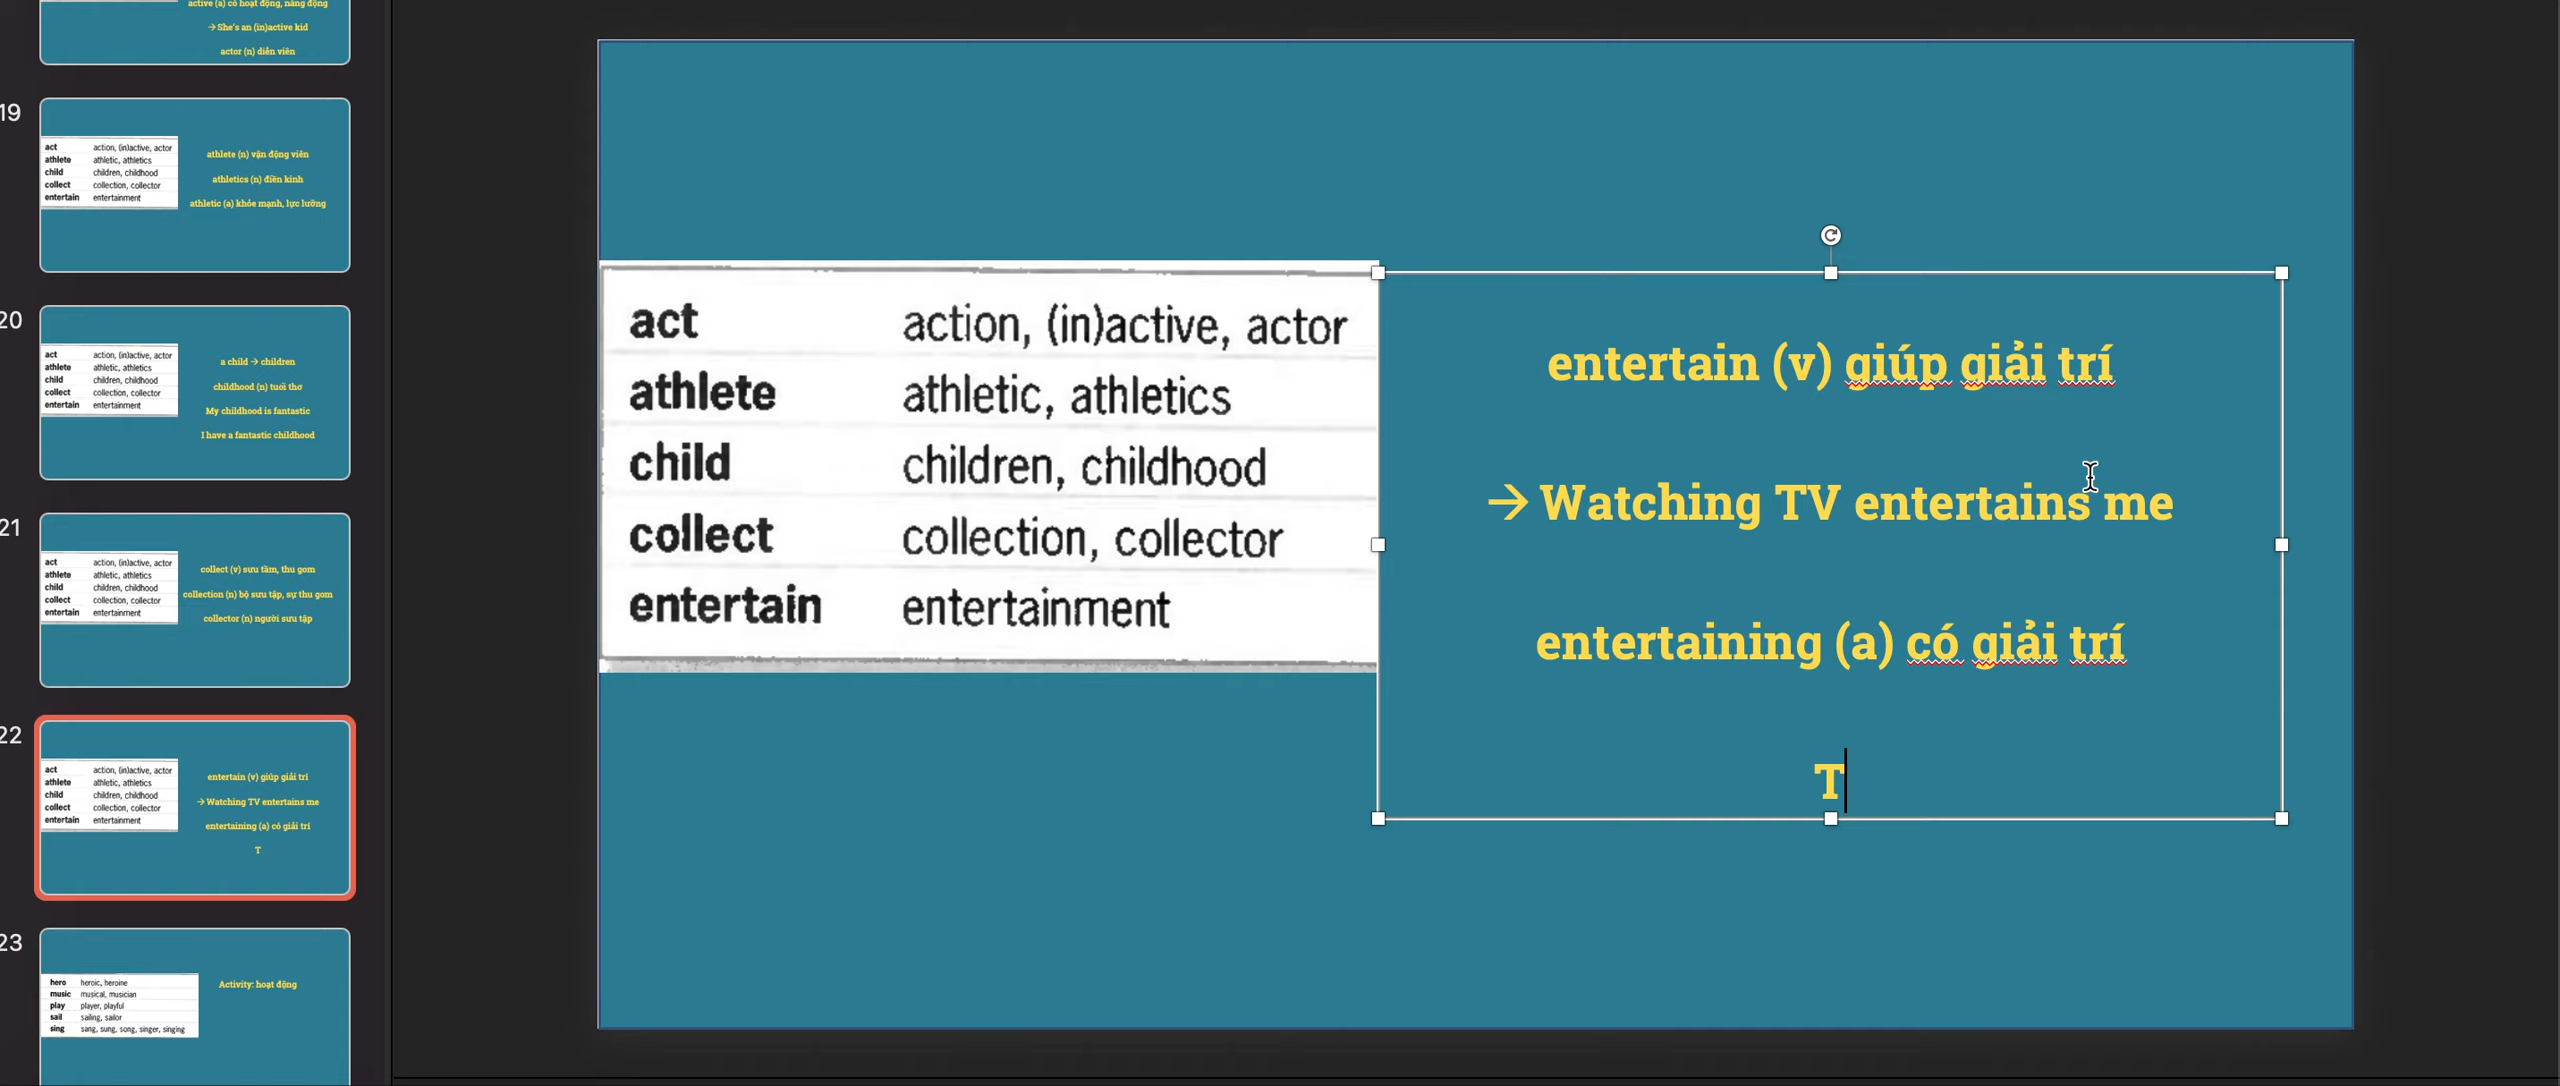 active (a) có hoạt động, năng động
→ She's an (in)active kid
actor (n) diễn viên
19
act action, (in)active, actor
athlete athletic, athletics
child children, childhood
collect collection, collector
entertain entertainment
athlete (n) vận động viên
athletics (n) điền kinh
athletic (a) khỏe mạnh, lực lưỡng
20
act action, (in)active, actor
athlete athletic, athletics
child children, childhood
collect collection, collector
entertain entertainment
a child → children
childhood (n) tuổi thơ
My childhood is fantastic
I have a fantastic childhood
21
act action, (in)active, actor
athlete athletic, athletics
child children, childhood
collect collection, collector
entertain entertainment
collect (v) sưu tầm, thu gom
collection (n) bộ sưu tập, sự thu gom
collector (n) người sưu tập
22
act action, (in)active, actor
athlete athletic, athletics
child children, childhood
collect collection, collector
entertain entertainment
entertain (v) giúp giải trí
→ Watching TV entertains me
entertaining (a) có giải trí
T
23
hero heroic, heroine
music musical, musician
play player, playful
sail sailing, sailor
sing sang, sung, song, singer, singing
Activity: hoạt động
act action, (in)active, actor
athlete athletic, athletics
child children, childhood
collect collection, collector
entertain entertainment
entertain (v) giúp giải trí
→ Watching TV entertains me
entertaining (a) có giải trí
T